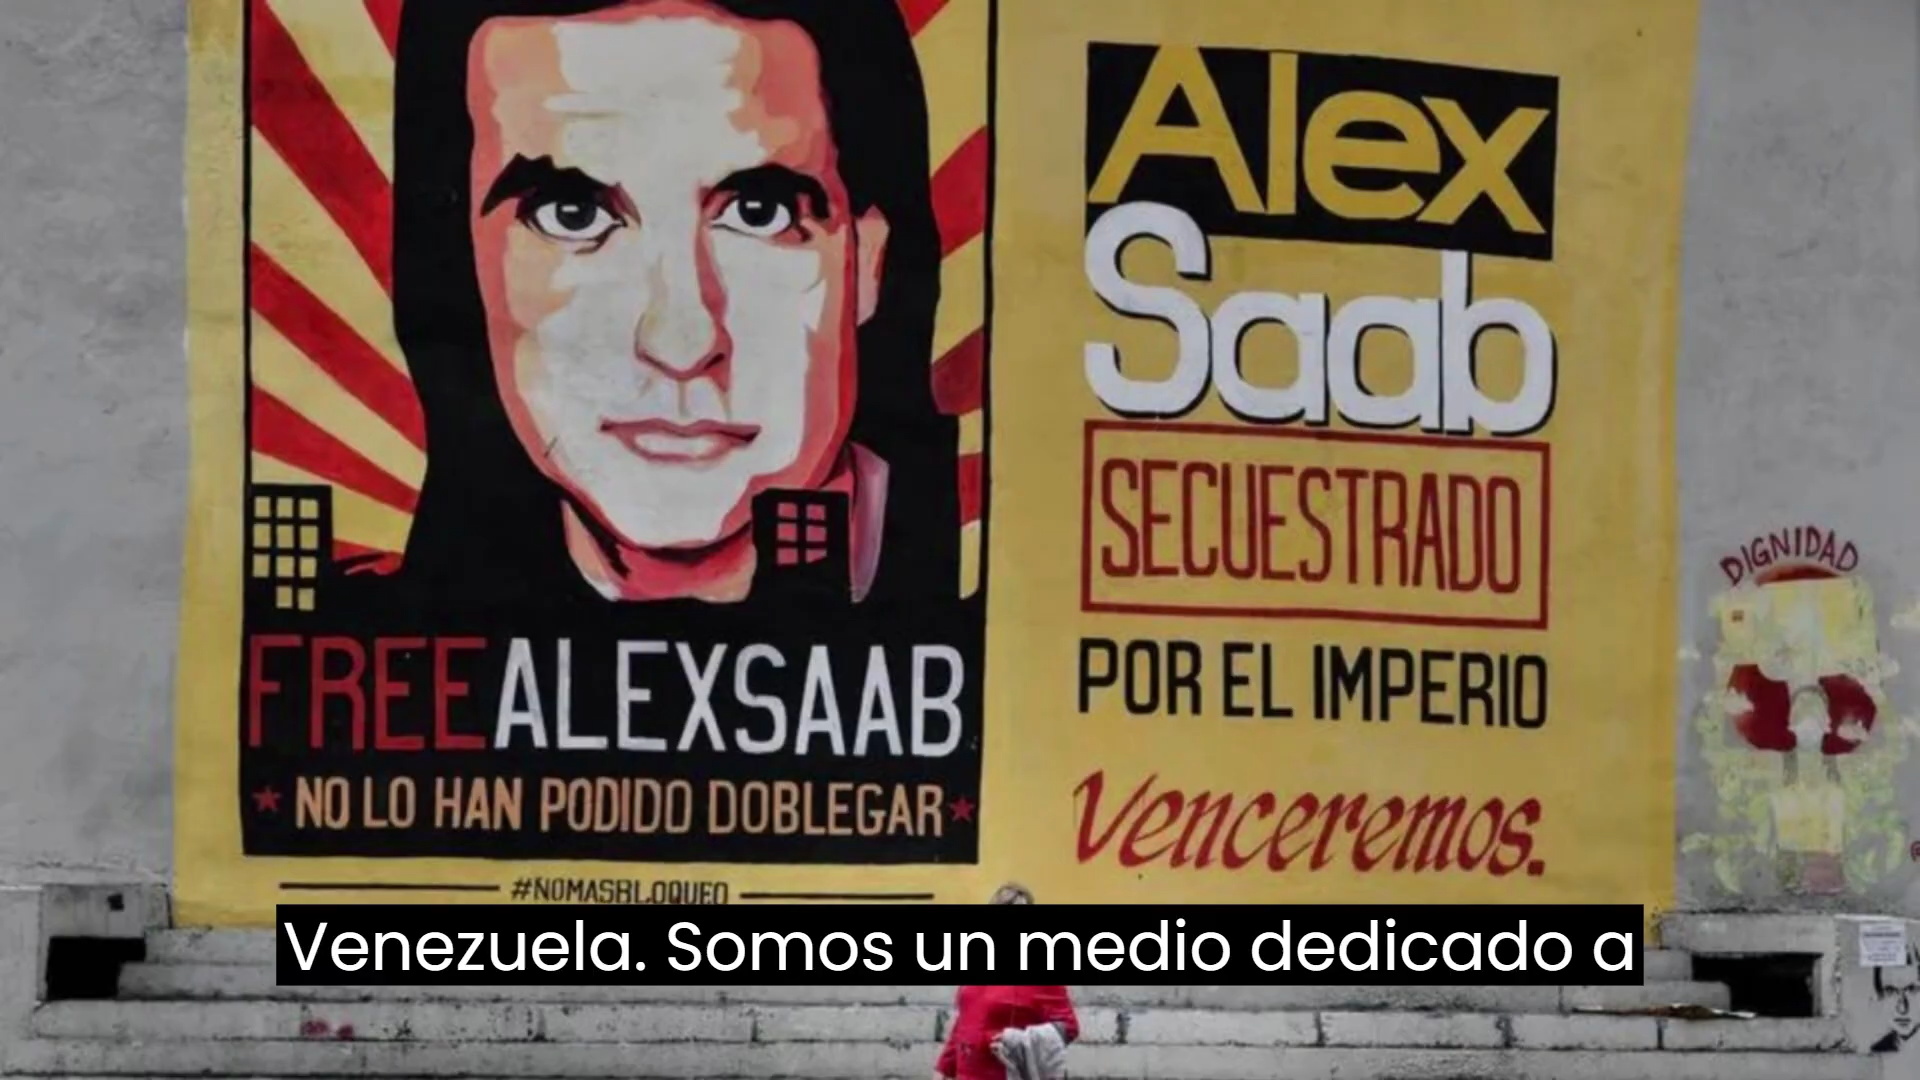 FREEALEXSAAB
★ NO LO HAN PODIDO DOBLEGAR ★
#NOMASBLOQUEO
Alex
Saab
SECUESTRADO
POR EL IMPERIO
Venceremos.
DIGNIDAD
Venezuela. Somos un medio dedicado a